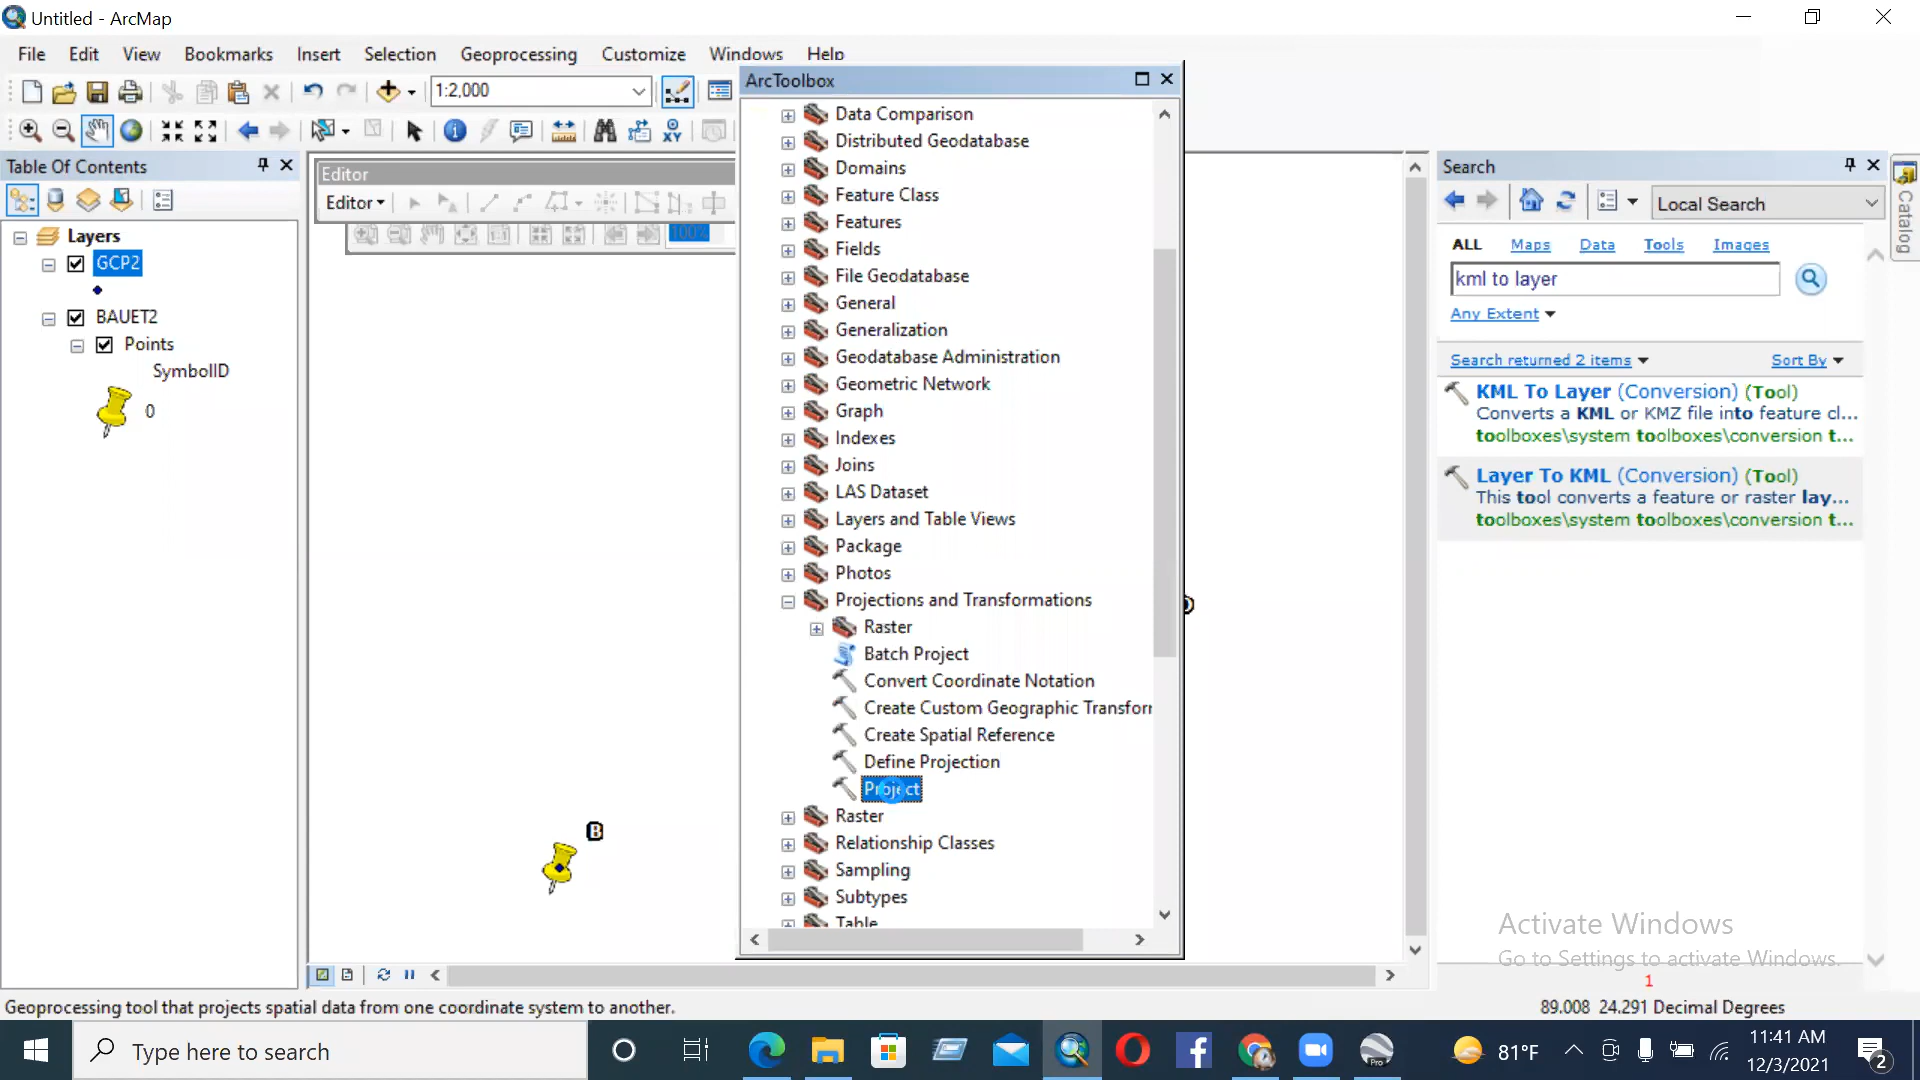 Untitled - ArcMap
File Edit View Bookmarks Insert Selection Geoprocessing Customize Windows Help
1:2,000
Table Of Contents
Layers
GCP2
BAUET2
Points
SymbolID
0
Editor
Editor
100%
B
ArcToolbox
Data Comparison
Distributed Geodatabase
Domains
Feature Class
Features
Fields
File Geodatabase
General
Generalization
Geodatabase Administration
Geometric Network
Graph
Indexes
Joins
LAS Dataset
Layers and Table Views
Package
Photos
Projections and Transformations
Raster
Batch Project
Convert Coordinate Notation
Create Custom Geographic Transforr
Create Spatial Reference
Define Projection
Project
Raster
Relationship Classes
Sampling
Subtypes
Table
Search
Local Search
ALL Maps Data Tools Images
kml to layer
Any Extent
Search returned 2 items Sort By
KML To Layer (Conversion) (Tool)
Converts a KML or KMZ file into feature cl...
toolboxes\system toolboxes\conversion t...
Layer To KML (Conversion) (Tool)
This tool converts a feature or raster lay...
toolboxes\system toolboxes\conversion t...
Catalog
Activate Windows
Go to Settings to activate Windows.
1
Geoprocessing tool that projects spatial data from one coordinate system to another.
89.008 24.291 Decimal Degrees
Type here to search
XY
Pro
81°F
11:41 AM
12/3/2021
2